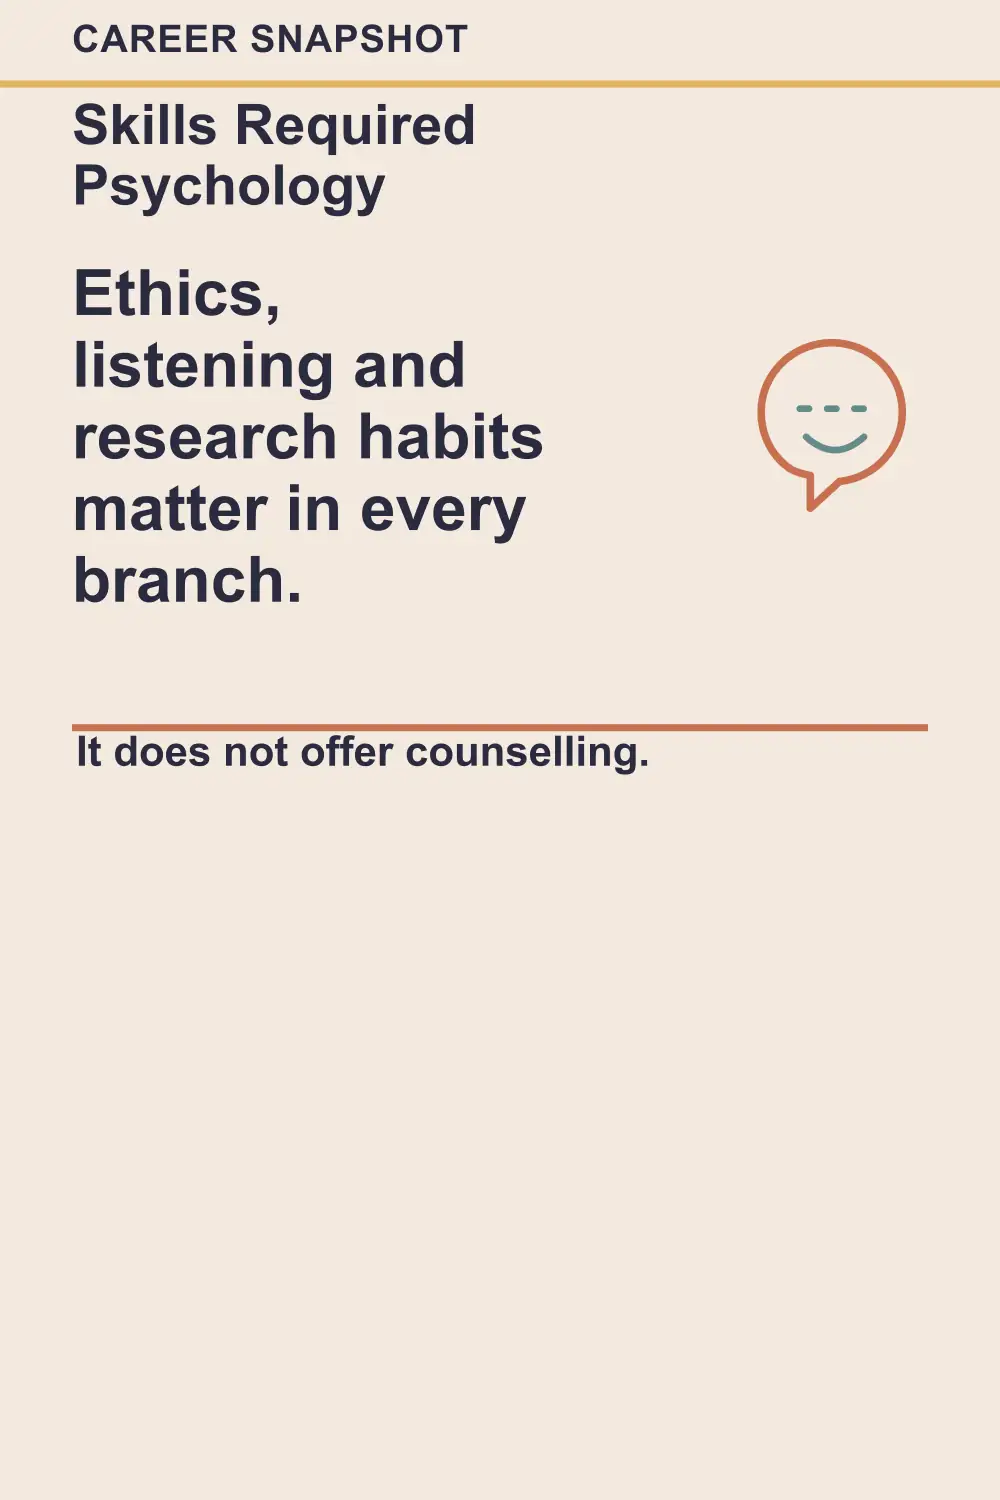 CAREER SNAPSHOT
Skills Required
Psychology
Ethics,
listening and
research habits
matter in every
branch.
It does not offer counselling.